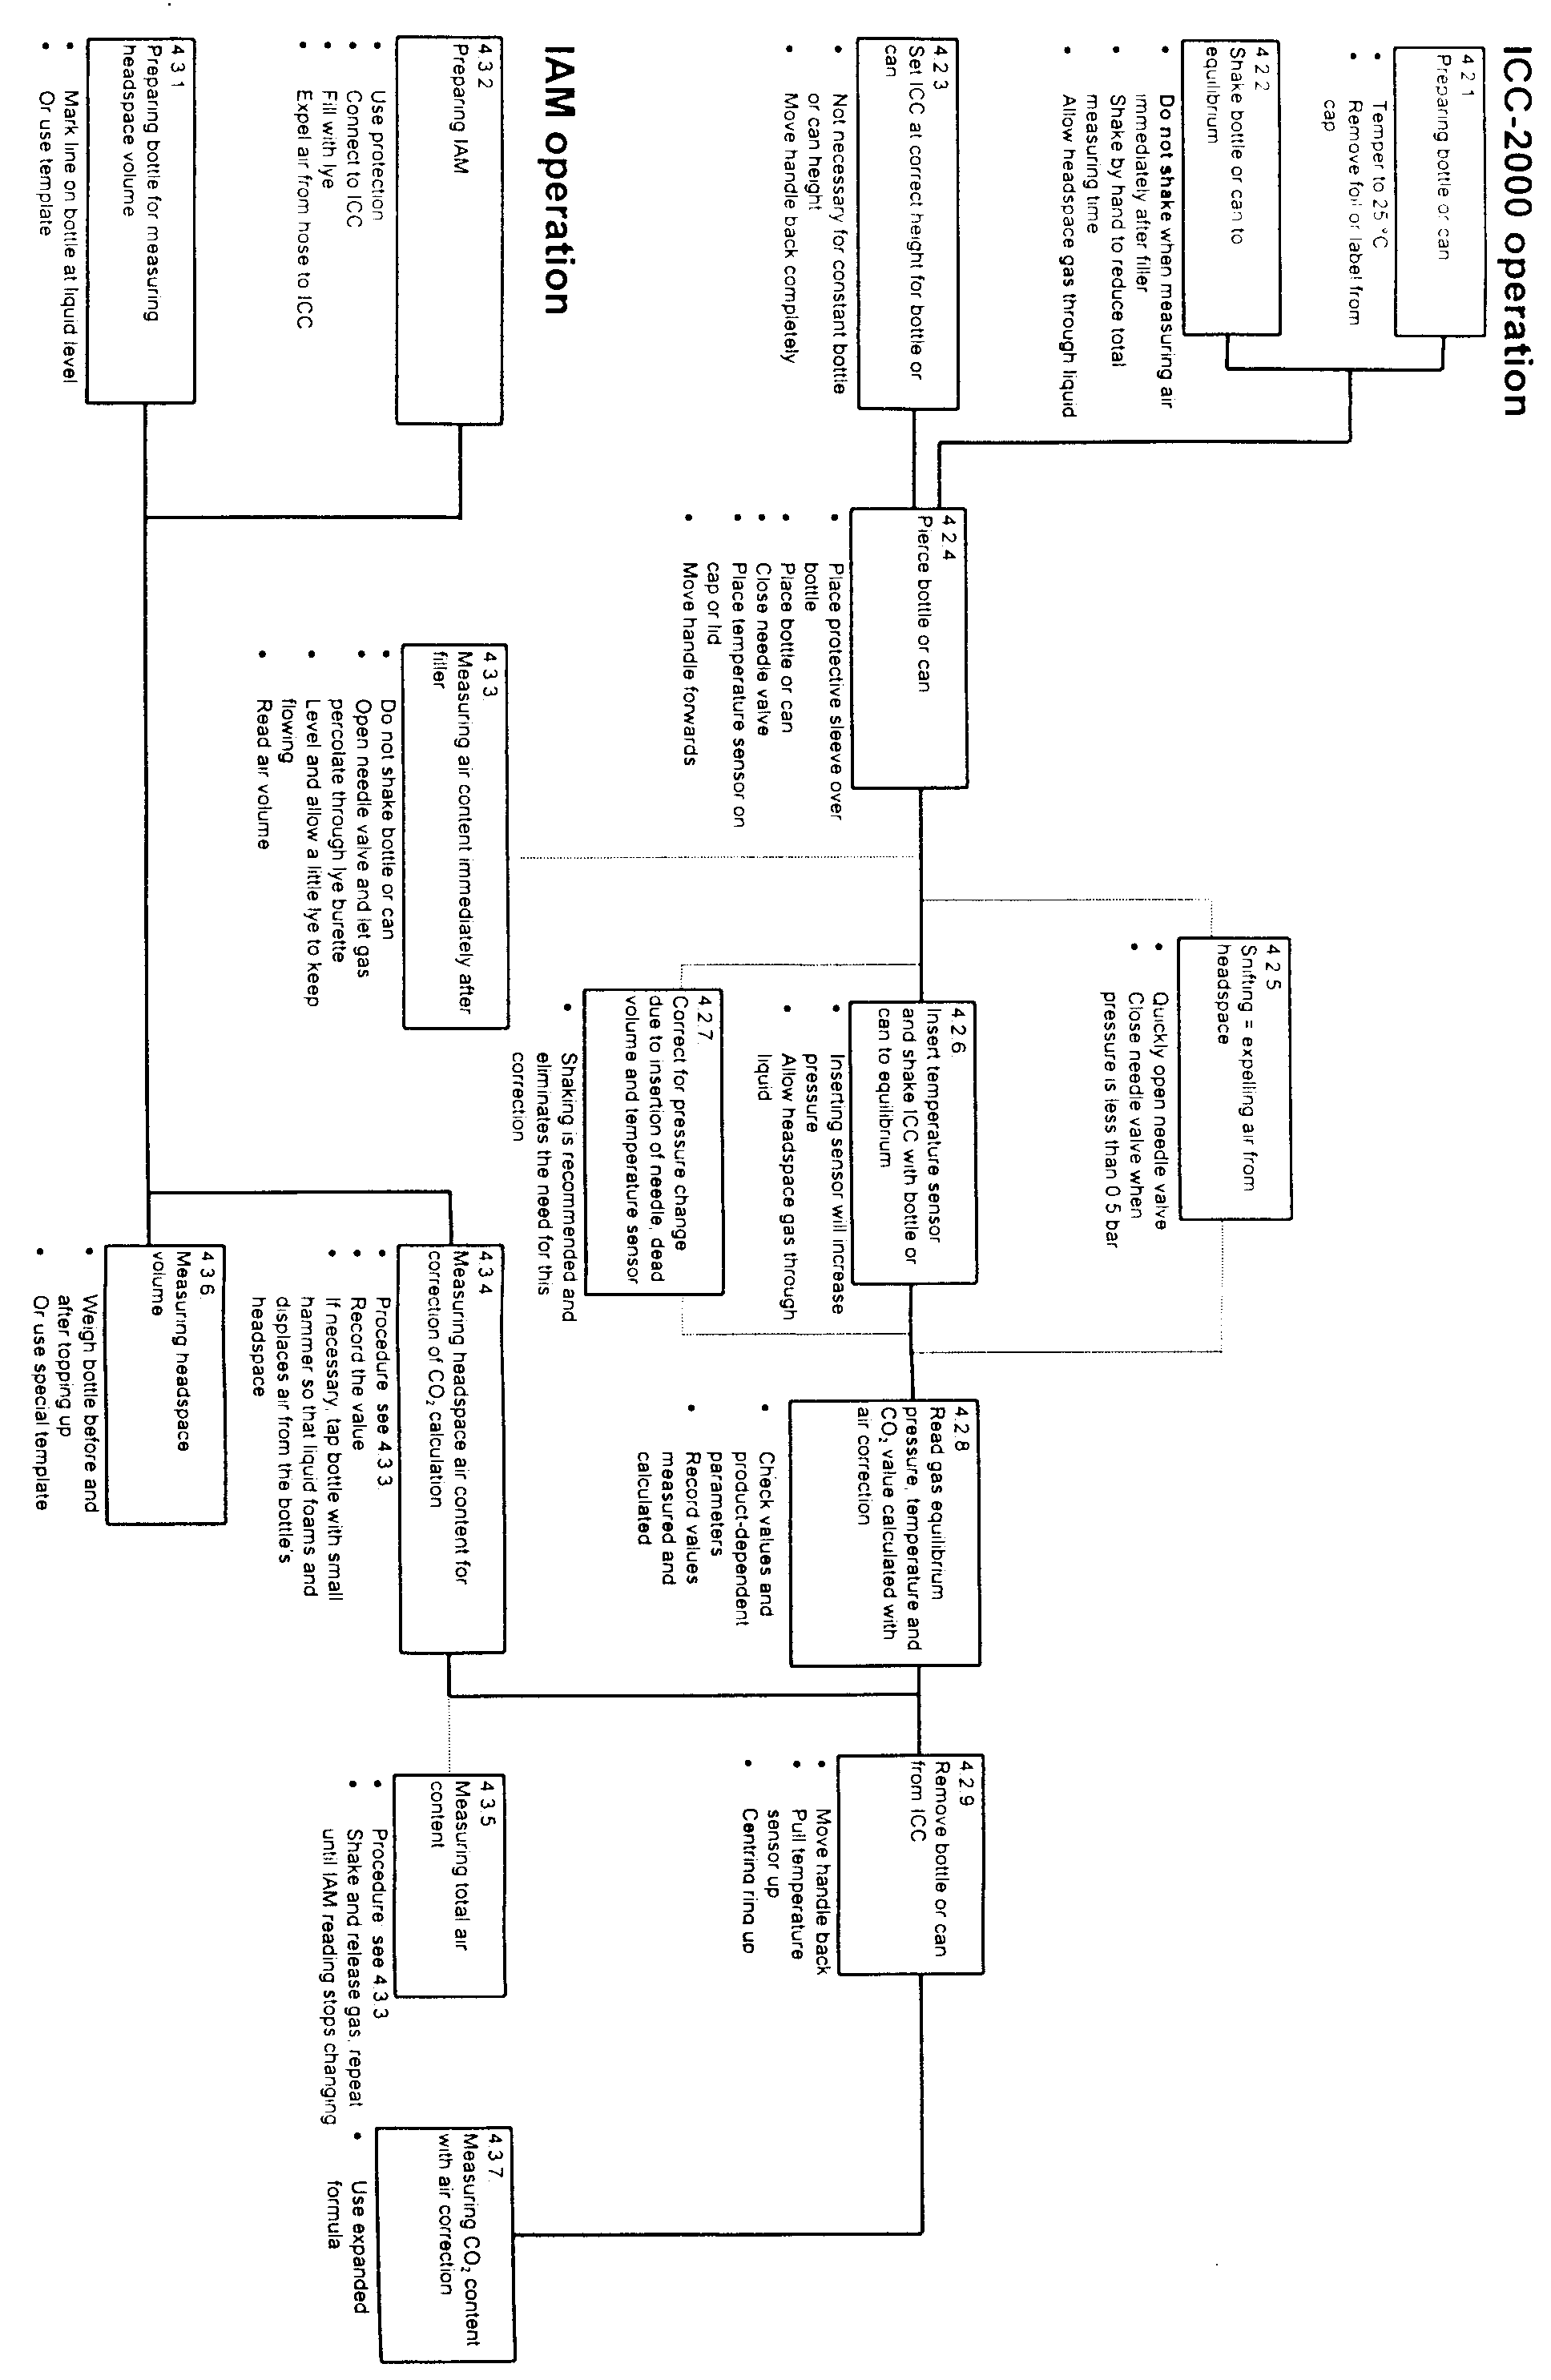 ICC-2000 operation
4 2 1
Preparing bottle or can
• Temper to 25 °C
• Remove foil or label from
cap
4 2 2
Shake bottle or can to
equilibrium
• Do not shake when measuring air
immediately after filler
• Shake by hand to reduce total
measuring time
• Allow headspace gas through liquid
4.2 3
Set ICC at correct height for bottle or
can
• Not necessary for constant bottle
or can height
• Move handle back completely
4 2.4
Pierce bottle or can
• Place protective sleeve over
bottle
• Place bottle or can
• Close needle valve
• Place temperature sensor on
cap or lid
• Move handle forwards
4 2 5
Snifting = expelling air from
headspace
• Quickly open needle valve
• Close needle valve when
pressure is less than 0 5 bar
4.2.6.
Insert temperature sensor
and shake ICC with bottle or
can to equilibrium
• Inserting sensor will increase
pressure
• Allow headspace gas through
liquid
4.2.7.
Correct for pressure change
due to insertion of needle, dead
volume and temperature sensor
• Shaking is recommended and
eliminates the need for this
correction
4.2.8
Read gas equilibrium
pressure, temperature and
CO₂ value calculated with
air correction
• Check values and
product-dependent
parameters
• Record values
measured and
calculated
4.2.9
Remove bottle or can
from ICC
• Move handle back
• Pull temperature
sensor up
• Centring ring up
IAM operation
4 3 2
Preparing IAM
• Use protection
• Connect to ICC
• Fill with lye
• Expel air from hose to ICC
4 3 1
Preparing bottle for measuring
headspace volume
• Mark line on bottle at liquid level
• Or use template
4 3 3.
Measuring air content immediately after
filler
• Do not shake bottle or can
• Open needle valve and let gas
percolate through lye burette
• Level and allow a little lye to keep
flowing
• Read air volume
4.3 4
Measuring headspace air content for
correction of CO₂ calculation
• Procedure see 4.3 3
• Record the value
• If necessary, tap bottle with small
hammer so that liquid foams and
displaces air from the bottle's
headspace
4 3.5
Measuring total air
content
• Procedure see 4.3.3
• Shake and release gas, repeat
until IAM reading stops changing
4 3 6.
Measuring headspace
volume
• Weigh bottle before and
after topping up
• Or use special template
4.3 7.
Measuring CO₂ content
with air correction
• Use expanded
formula